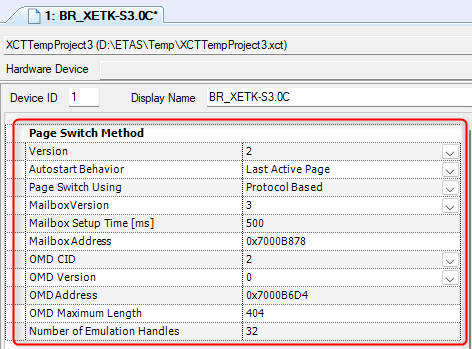 1: BR_XETK-S3.0C*
XCTTempProject3 (D:\ETAS\Temp\XCTTempProject3.xct)
Hardware Device
Device ID 1 Display Name BR_XETK-S3.0C
Page Switch Method
Version 2
Autostart Behavior Last Active Page
Page Switch Using Protocol Based
Mailbox Version 3
Mailbox Setup Time [ms] 500
Mailbox Address 0x7000B878
OMD CID 2
OMD Version 0
OMD Address 0x7000B6D4
OMD Maximum Length 404
Number of Emulation Handles 32